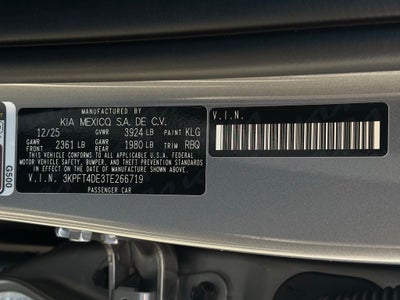 MANUFACTURED BY
KIA MEXICO, S.A. DE C.V.
12/25 GVWR 3924 LB PAINT KLG
GAWR 2361 LB GAWR 1980 LB TRIM RBQ
THIS VEHICLE CONFORMS TO ALL APPLICABLE U.S.A. FEDERAL
MOTOR VEHICLE SAFETY, BUMPER, AND THEFT PREVENTION STANDARDS
IN EFFECT ON THE DATE OF MANUFACTURE SHOWN ABOVE.
V.I.N. 3KPFT4DE3TE266719
PASSENGER CAR
V.I.N.
G500